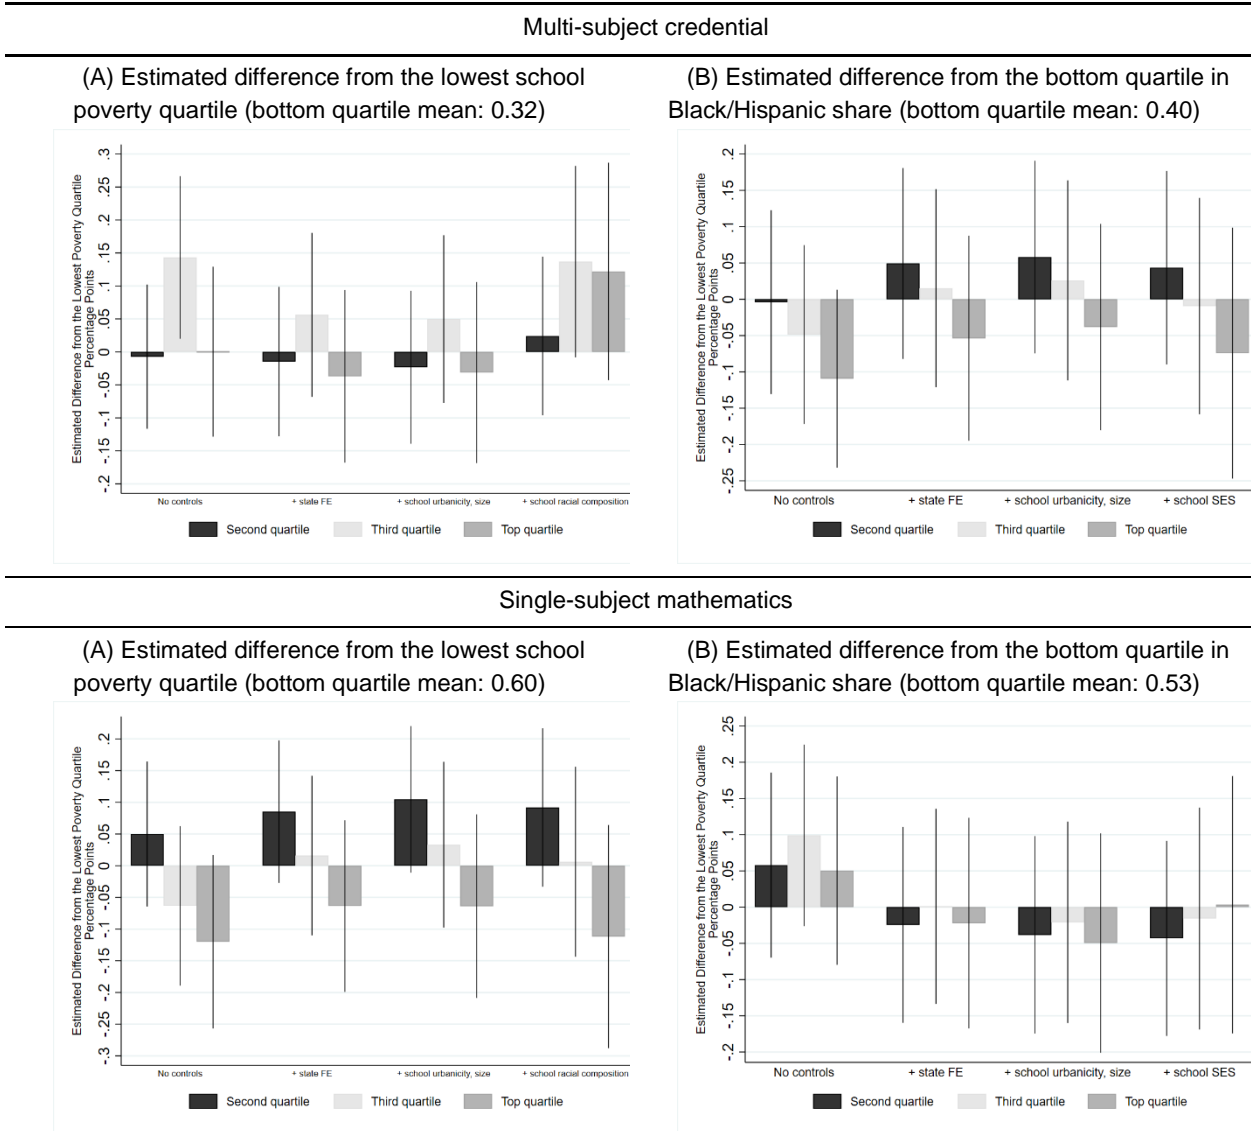 Multi-subject credential
(A) Estimated difference from the lowest school
poverty quartile (bottom quartile mean: 0.32)
Estimated Difference from the Lowest Poverty Quartile
Percentage Points
.3
.25
.2
.15
.1
.05
0
-.05
-.1
-.15
-.2
No controls
+ state FE
+ school urbanicity, size
+ school racial composition
Second quartile
Third quartile
Top quartile
(B) Estimated difference from the bottom quartile in
Black/Hispanic share (bottom quartile mean: 0.40)
Estimated Difference from the Lowest Poverty Quartile
Percentage Points
.2
.15
.1
.05
0
-.05
-.1
-.15
-.2
-.25
No controls
+ state FE
+ school urbanicity, size
+ school SES
Second quartile
Third quartile
Top quartile
Single-subject mathematics
(A) Estimated difference from the lowest school
poverty quartile (bottom quartile mean: 0.60)
Estimated Difference from the Lowest Poverty Quartile
Percentage Points
.2
.15
.1
.05
0
-.05
-.1
-.15
-.2
-.25
-.3
No controls
+ state FE
+ school urbanicity, size
+ school racial composition
Second quartile
Third quartile
Top quartile
(B) Estimated difference from the bottom quartile in
Black/Hispanic share (bottom quartile mean: 0.53)
Estimated Difference from the Lowest Poverty Quartile
Percentage Points
.25
.2
.15
.1
.05
0
-.05
-.1
-.15
-.2
No controls
+ state FE
+ school urbanicity, size
+ school SES
Second quartile
Third quartile
Top quartile